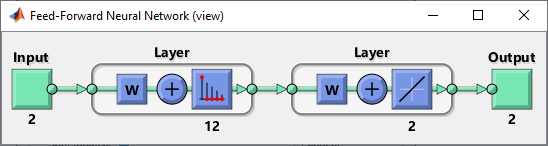 Feed-Forward Neural Network (view)
Input Layer Layer Output
W W
2 12 2 2